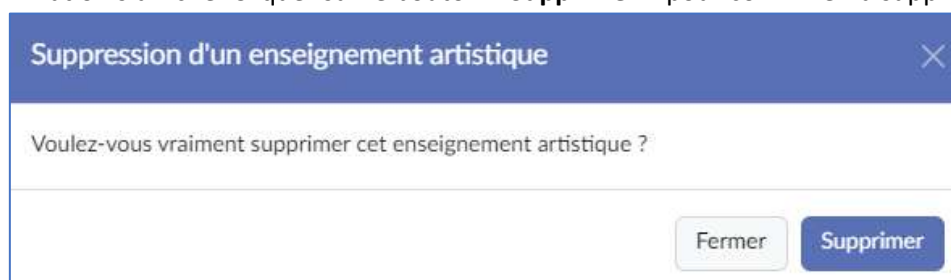 Suppression d'un enseignement artistique
Voulez-vous vraiment supprimer cet enseignement artistique ?
Fermer Supprimer